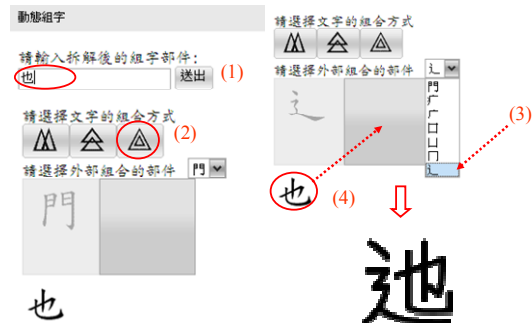 動態組字
請輸入拆解後的組字部件:
也 送出 (1)
請選擇文字的組合方式
(2)
請選擇外部組合的部件 門
門
也
請選擇文字的組合方式
請選擇外部組合的部件 辶
門
疒
广
囗
凵
冂
辶
(3)
辶
也 (4)
迆